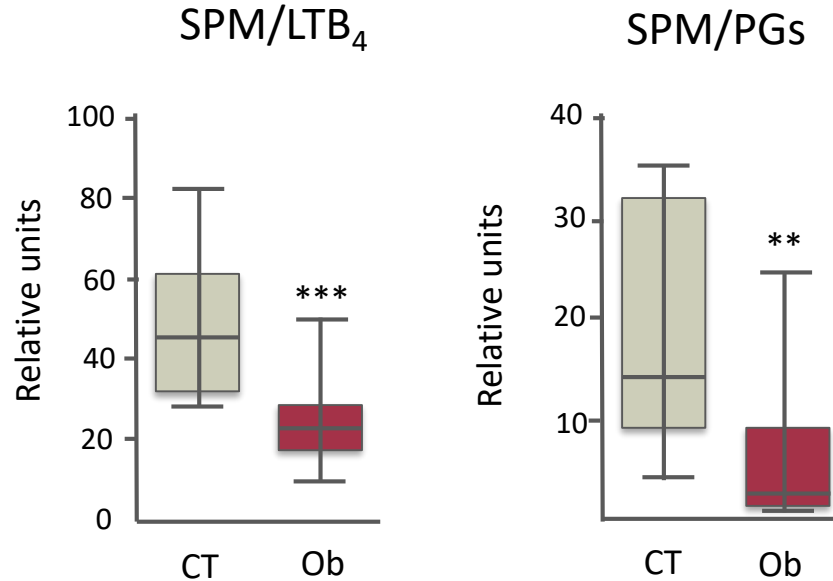 SPM/LTB4
Relative units
100
80
60
40
20
0
***
CT
Ob
SPM/PGs
Relative units
40
30
20
10
**
CT
Ob